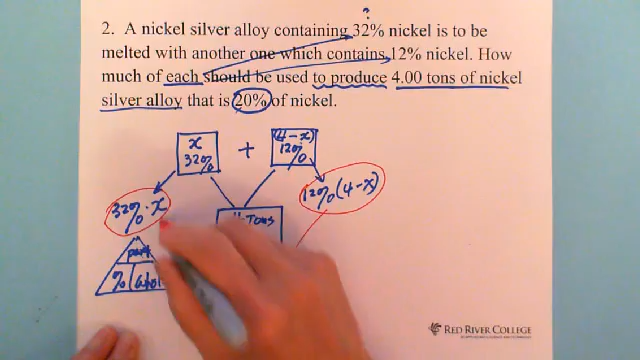 ?
2. A nickel silver alloy containing 32% nickel is to be
melted with another one which contains 12% nickel. How
much of each should be used to produce 4.00 tons of nickel
silver alloy that is 20% of nickel.
x + (4-x)
32% 12%
32%·x 12%(4-x)
Tons
part
%
RED RIVER COLLEGE